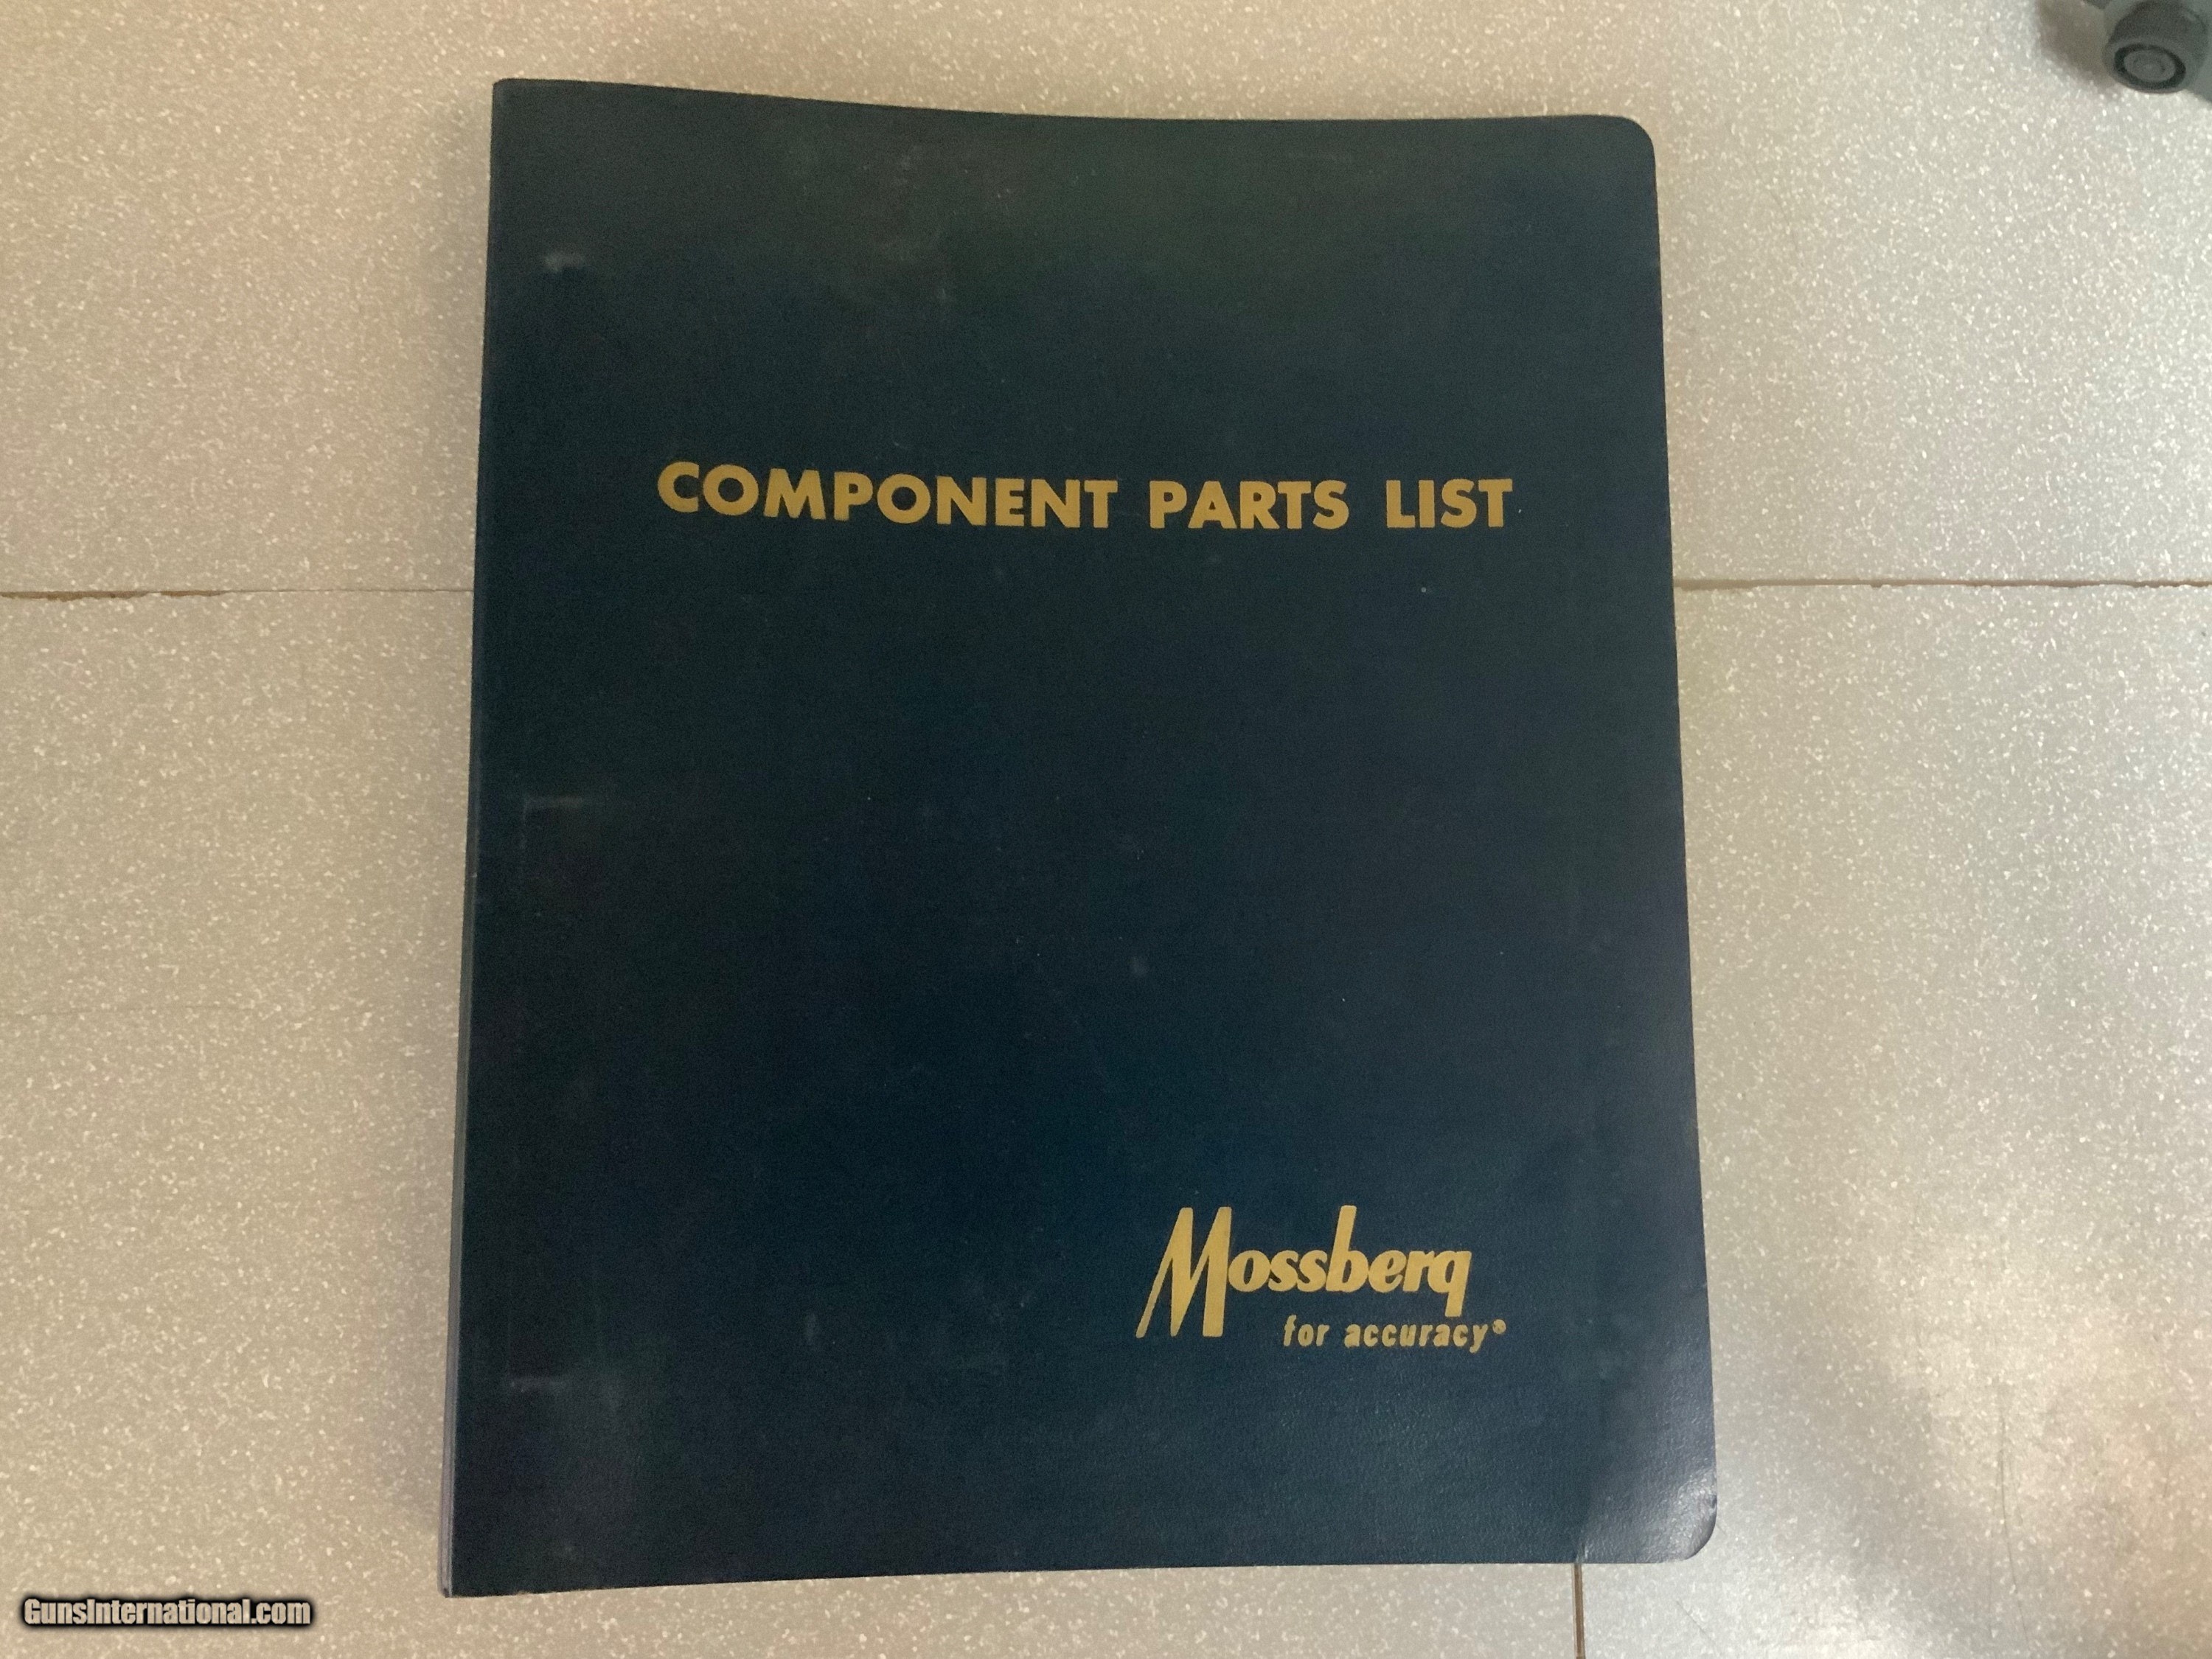 COMPONENT PARTS LIST
Mossberg
for accuracy®
GunsInternational.com